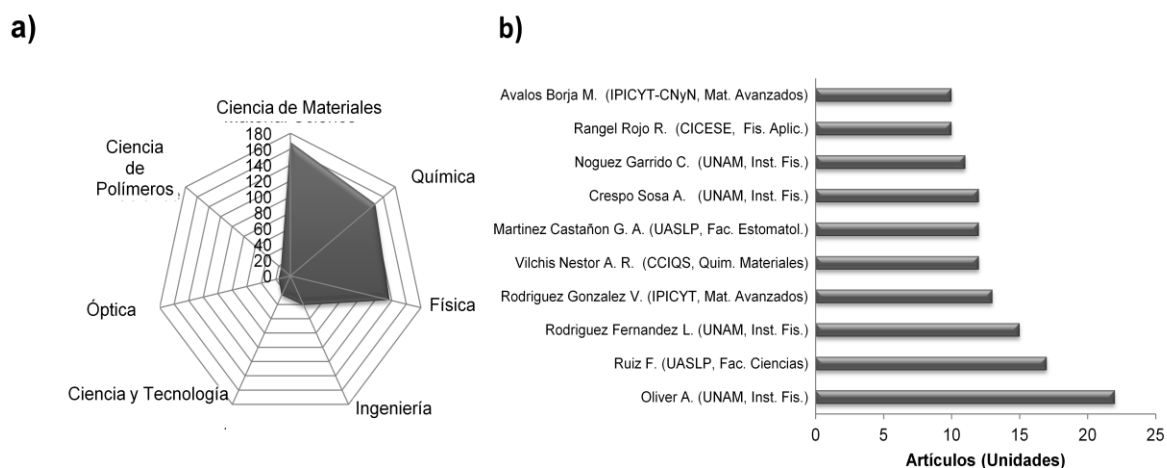 a)
Ciencia de Materiales
180
160
140
120
100
80
60
40
20
0
Química
Física
Ingeniería
Ciencia y Tecnología
Óptica
Ciencia
de
Polímeros
b)
Avalos Borja M. (IPICYT-CNyN, Mat. Avanzados)
Rangel Rojo R. (CICESE, Fis. Aplic.)
Noguez Garrido C. (UNAM, Inst. Fis.)
Crespo Sosa A. (UNAM, Inst. Fis.)
Martinez Castañon G. A. (UASLP, Fac. Estomatol.)
Vilchis Nestor A. R. (CCIQS, Quim. Materiales)
Rodriguez Gonzalez V. (IPICYT, Mat. Avanzados)
Rodriguez Fernandez L. (UNAM, Inst. Fis.)
Ruiz F. (UASLP, Fac. Ciencias)
Oliver A. (UNAM, Inst. Fis.)
0 5 10 15 20 25
Artículos (Unidades)